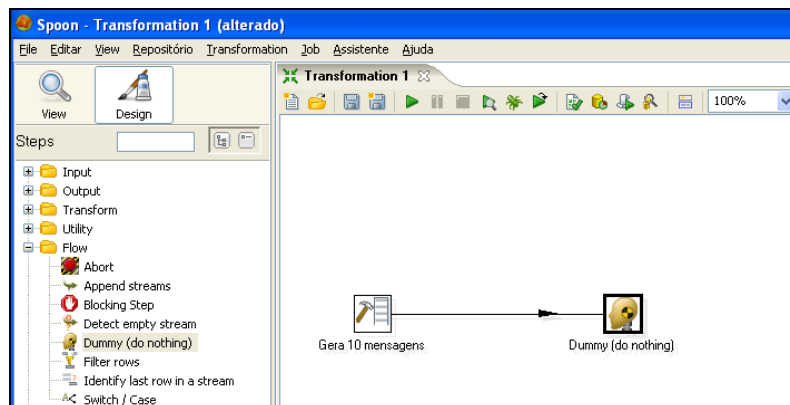 Spoon - Transformation 1 (alterado)
File Editar View Repositório Transformation Job Assistente Ajuda
View
Design
Steps
Input
Output
Transform
Utility
Flow
Abort
Append streams
Blocking Step
Detect empty stream
Dummy (do nothing)
Filter rows
Identify last row in a stream
Switch / Case
Transformation 1
100%
Gera 10 mensagens
Dummy (do nothing)